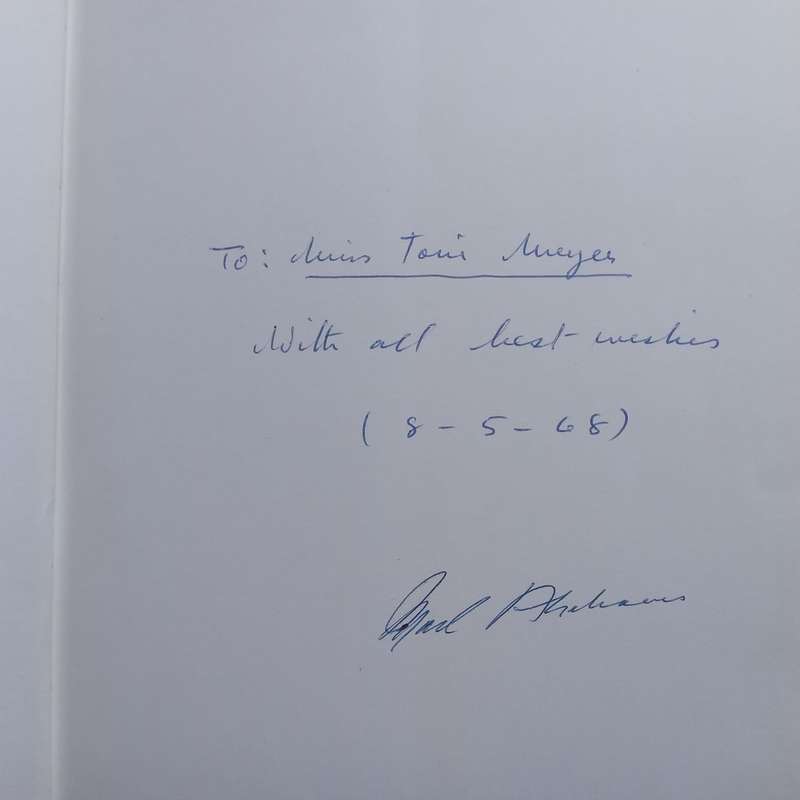 To: Miss Toni Meyer
With all best wishes
( 8 - 5 - 68 )